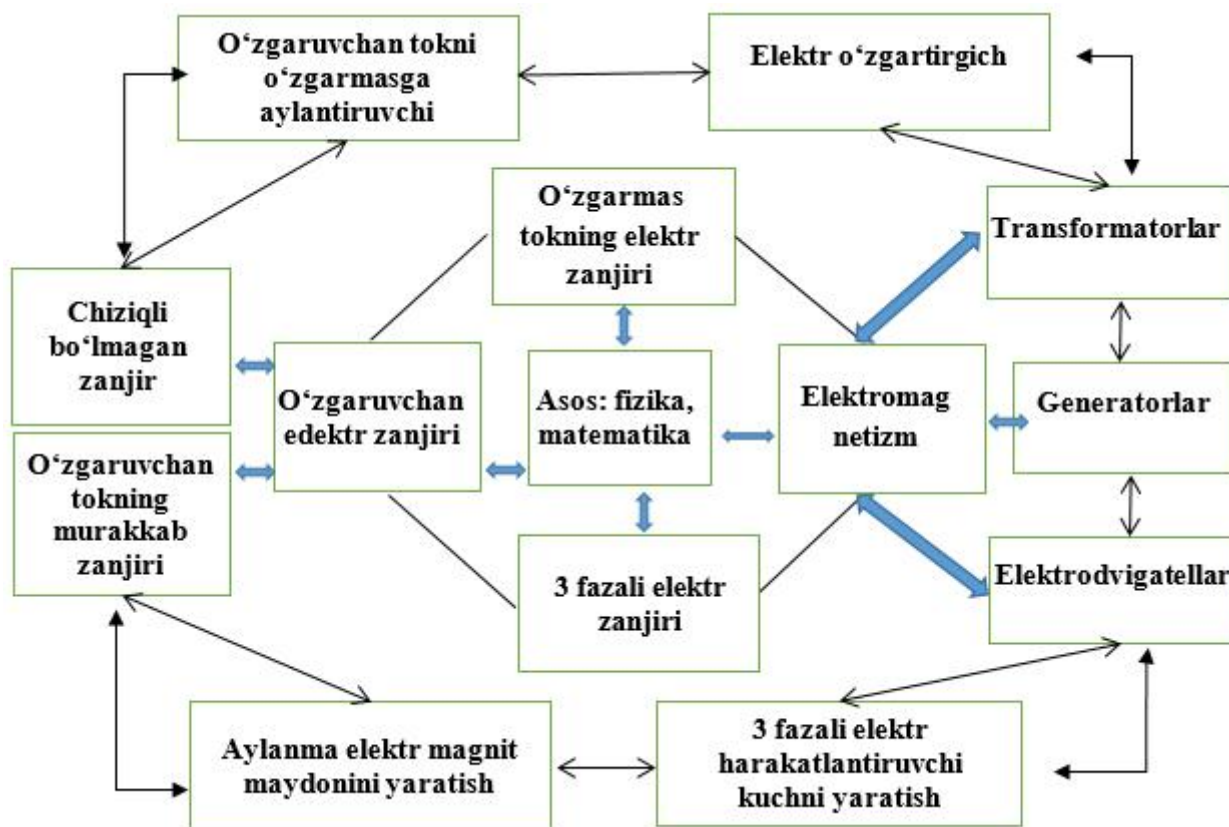 O‘zgaruvchan tokni
o‘zgarmasga
aylantiruvchi
Elektr o‘zgartirgich
O‘zgarmas
tokning elektr
zanjiri
Transformatorlar
Chiziqli
bo‘lmagan
zanjir
O‘zgaruvchan
edektr zanjiri
Asos: fizika,
matematika
Elektromag
netizm
Generatorlar
O‘zgaruvchan
tokning
murakkab
zanjiri
3 fazali elektr
zanjiri
Elektrodvigatellar
Aylanma elektr magnit
maydonini yaratish
3 fazali elektr
harakatlantiruvchi
kuchni yaratish